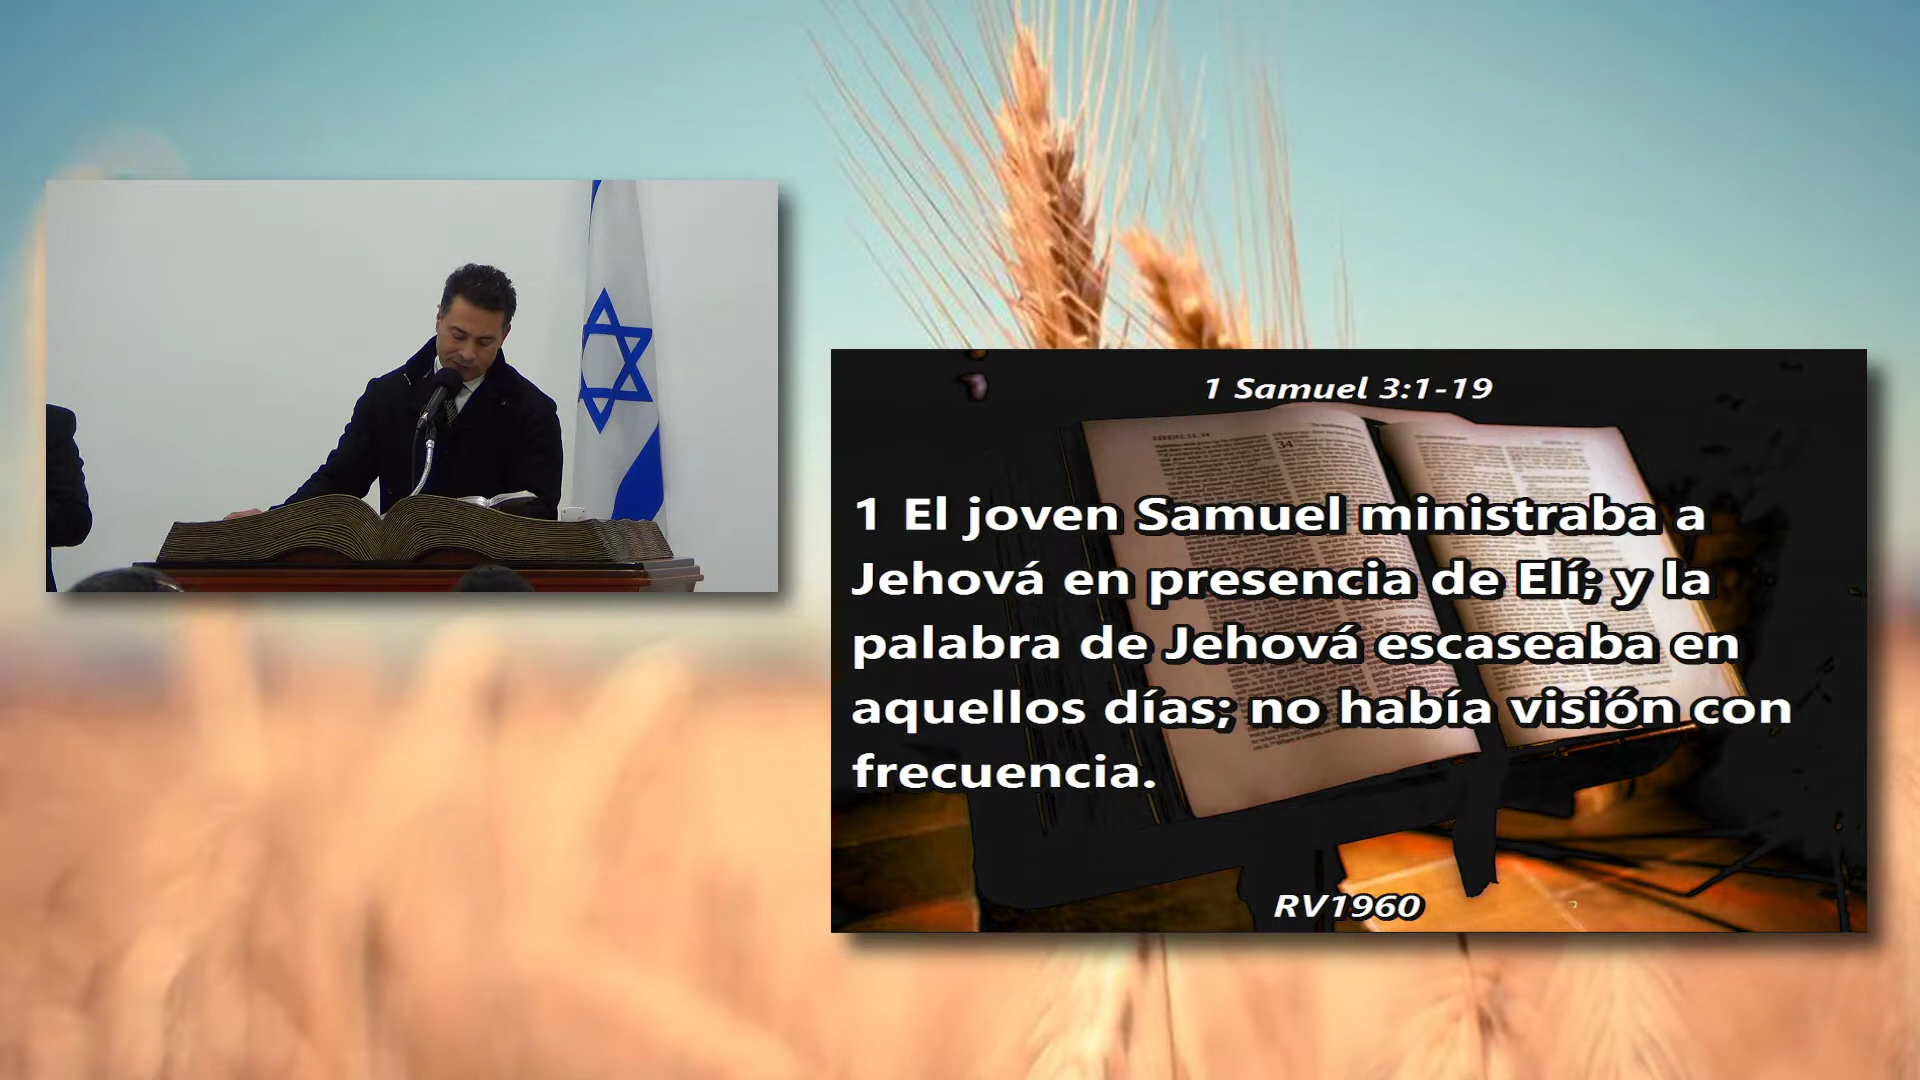 1 Samuel 3:1-19
34
1 El joven Samuel ministraba a
Jehová en presencia de Elí; y la
palabra de Jehová escaseaba en
aquellos días; no había visión con
frecuencia.
RV1960